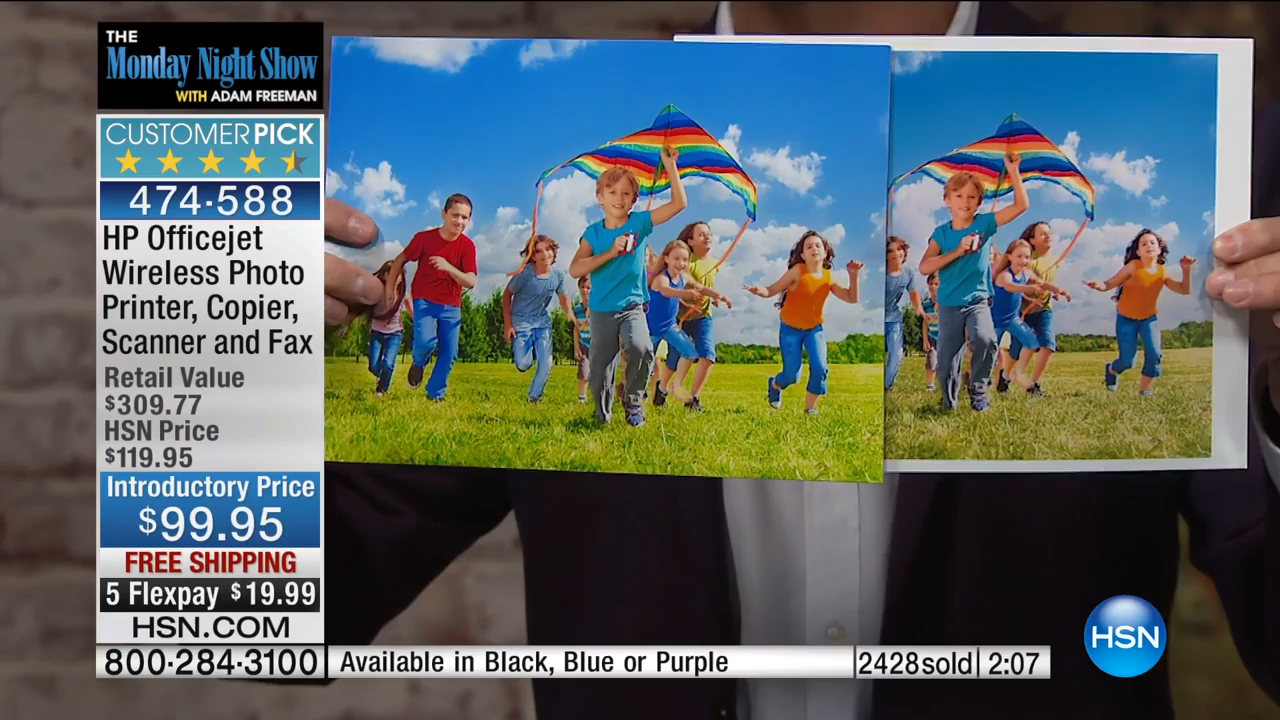 THE
Monday Night Show
WITH ADAM FREEMAN
CUSTOMER PICK
474·588
HP Officejet
Wireless Photo
Printer, Copier,
Scanner and Fax
Retail Value
$309.77
HSN Price
$119.95
Introductory Price
$99.95
FREE SHIPPING
5 Flexpay $19.99
HSN.COM
800·284·3100
Available in Black, Blue or Purple
2428sold
2:07
HSN